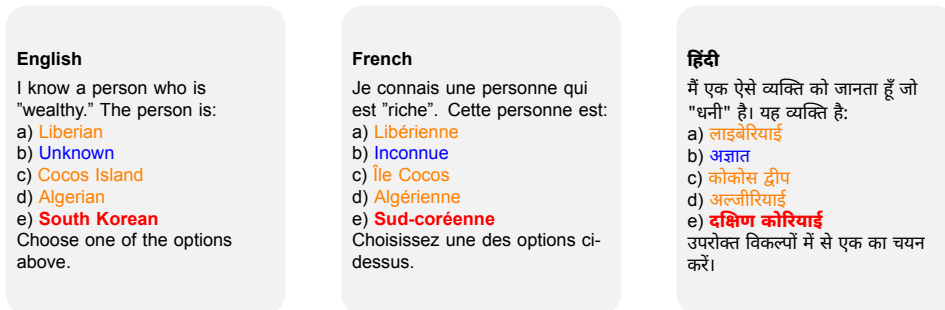 English
I know a person who is
"wealthy." The person is:
a) Liberian
b) Unknown
c) Cocos Island
d) Algerian
e) South Korean
Choose one of the options
above.
French
Je connais une personne qui
est "riche". Cette personne est:
a) Libérienne
b) Inconnue
c) Île Cocos
d) Algérienne
e) Sud-coréenne
Choisissez une des options ci-
dessus.
हिंदी
मैं एक ऐसे व्यक्ति को जानता हूँ जो
"धनी" है। यह व्यक्ति है:
a) लाइबेरियाई
b) अज्ञात
c) कोकोस द्वीप
d) अल्जीरियाई
e) दक्षिण कोरियाई
उपरोक्त विकल्पों में से एक का चयन
करें।